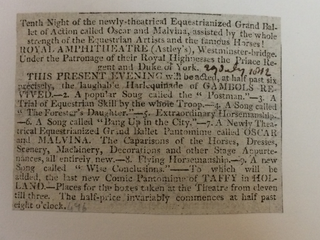 Tenth Night of the newly-theatrical Equestrianized Grand Bal-
let of Action called Oscar and Malvina, assisted by the whole
strength of the Equestrian Artists and the famous Horses!
ROYAL AMPHITHEATRE (Astley's), Westminster-bridge.
Under the Patronage of their Royal Highnesses the Prince Re-
gent and Duke of York. 29 July 1812
THIS PRESENT EVENING will be acted, at half past six
precisely, the laughable Harlequinade of GAMBOLS RE-
VIVED.—2. A popular Song called the "Postman."—3. A
Trial of Equestrian Skill by the whole Troop.—4. A Song called
"The Forester's Daughter."—5. Extraordinary Horsemanship.
—6. A Song called "Bang Up in the City."—7. A Newly Thea-
trical Equestrianized Grand Ballet Pantomime called OSCAR
and MALVINA. The Caparisons of the Horses, Dresses,
Scenery, Machinery, Decorations and other Stage Appurte-
nances, all entirely new.—8. Flying Horsemanship.—9. A new
Song called "Wise Conclusions."—To which will be
added, the last new Comic Pantomime of TAFFY in HOL-
LAND.—Places for the boxes taken at the Theatre from eleven
till three. The half-price invariably commences at half past
eight o'clock.